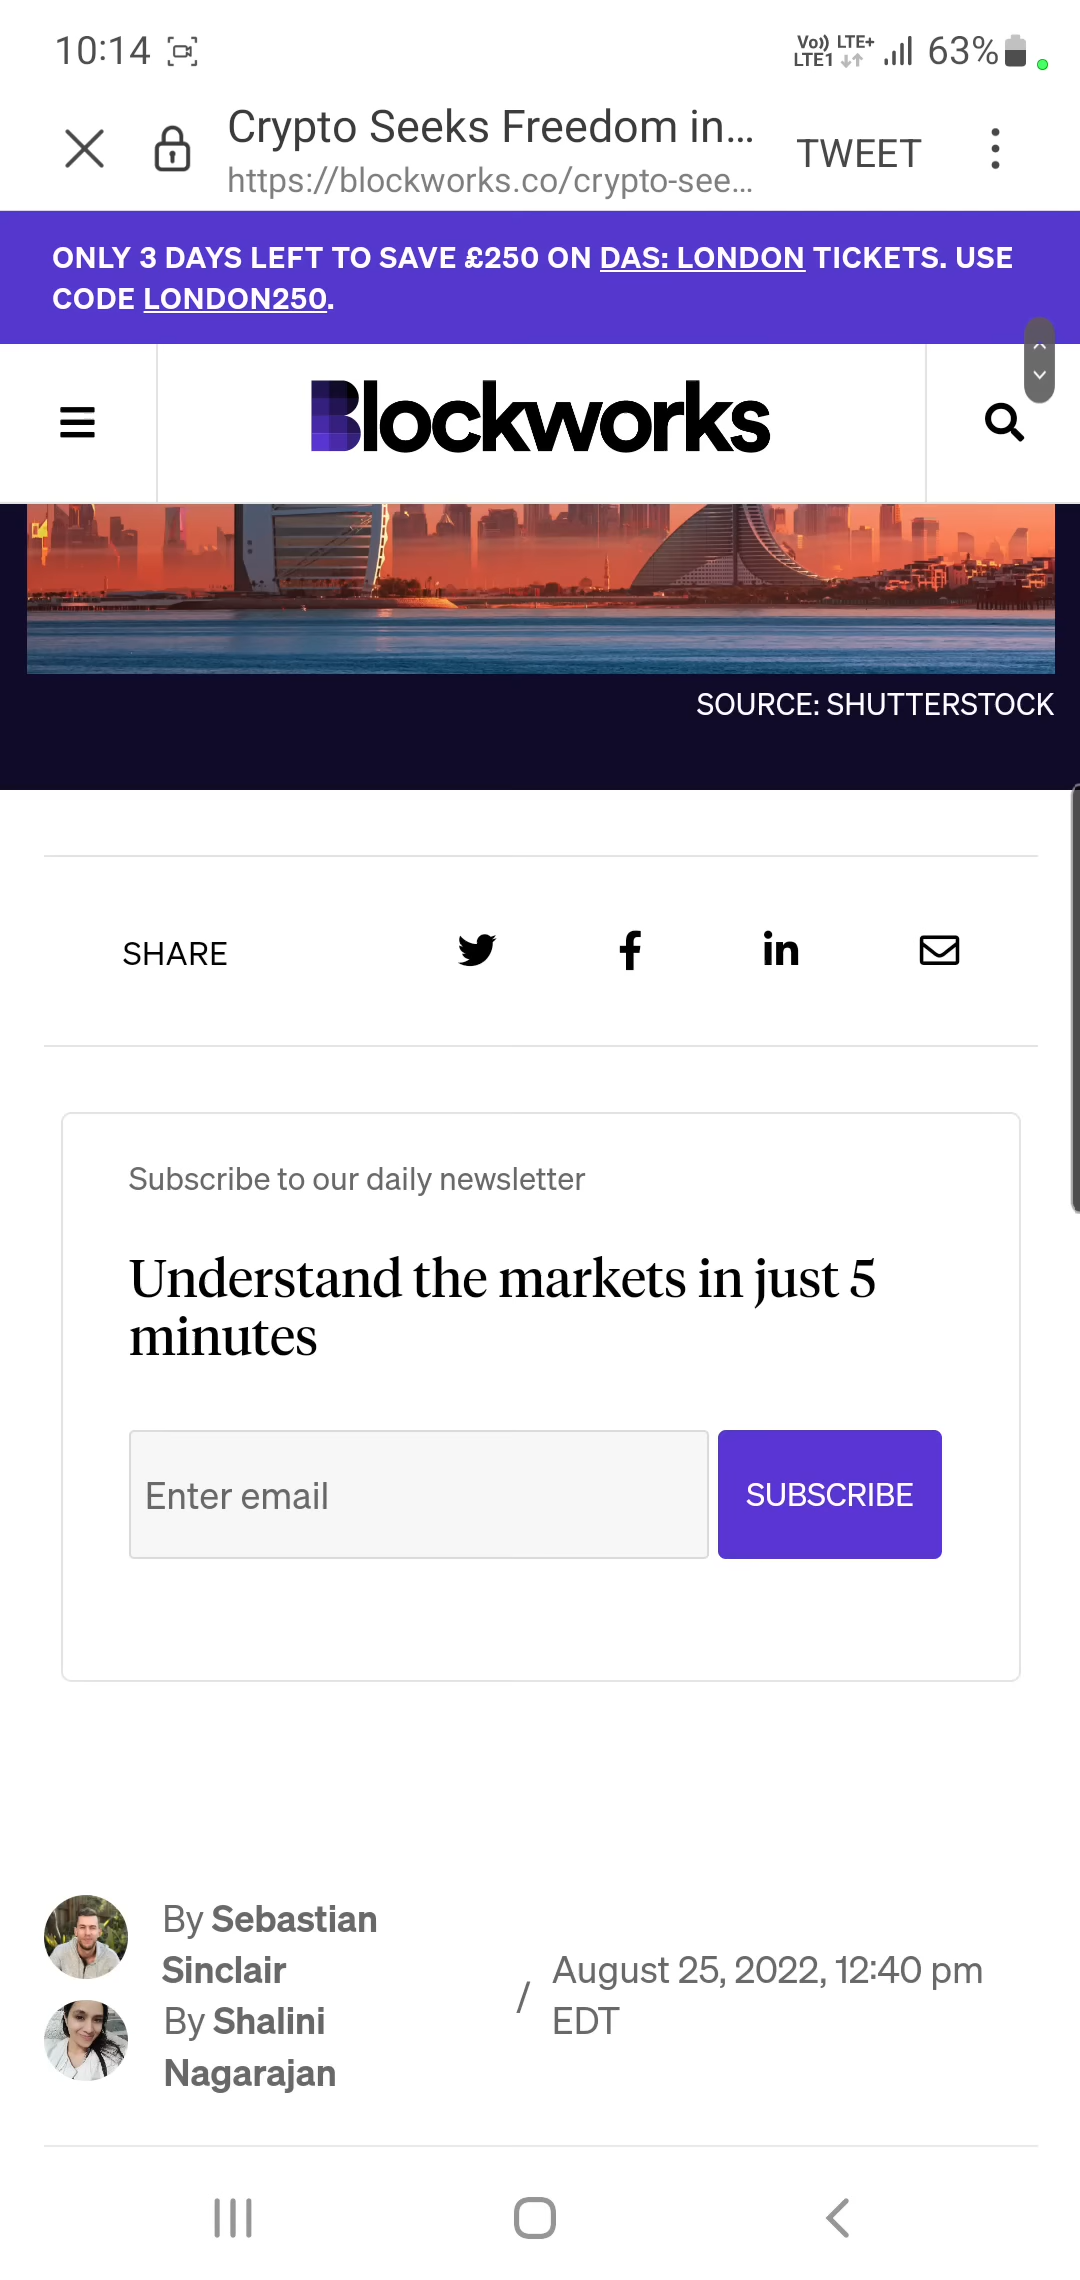 10:14
Vo)) LTE+
LTE1
63%
Crypto Seeks Freedom in...
https://blockworks.co/crypto-see...
TWEET
ONLY 3 DAYS LEFT TO SAVE £250 ON DAS: LONDON TICKETS. USE
CODE LONDON250.
Blockworks
SOURCE: SHUTTERSTOCK
SHARE
Subscribe to our daily newsletter
Understand the markets in just 5
minutes
Enter email
SUBSCRIBE
By Sebastian
Sinclair
By Shalini
Nagarajan
/
August 25, 2022, 12:40 pm
EDT